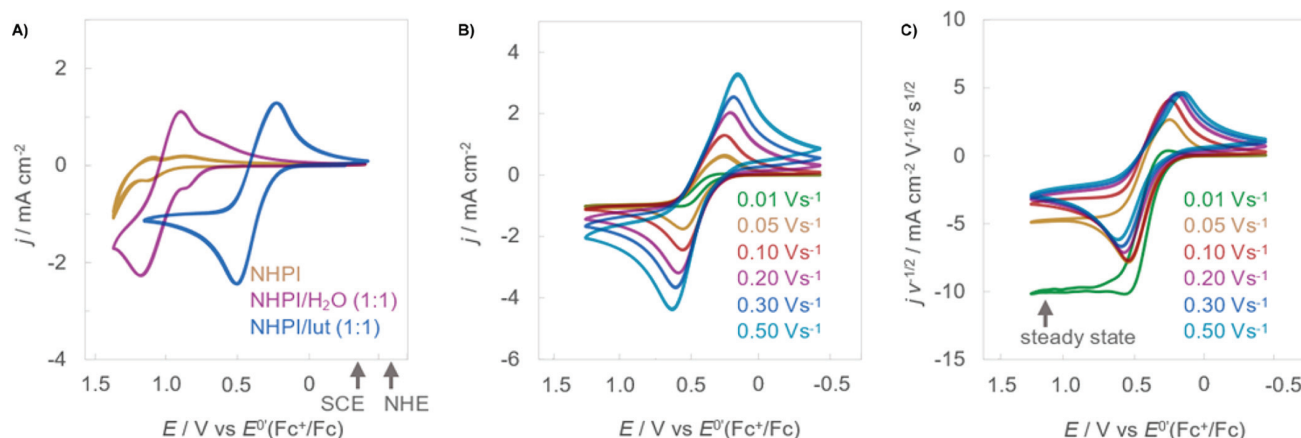 A)
j / mA cm⁻²
2
0
-2
-4
NHPI
NHPI/H₂O (1:1)
NHPI/lut (1:1)
1.5 1.0 0.5 0
SCE NHE
E / V vs E⁰'(Fc⁺/Fc)
B)
j / mA cm⁻²
4
2
0
-2
-4
-6
0.01 Vs⁻¹
0.05 Vs⁻¹
0.10 Vs⁻¹
0.20 Vs⁻¹
0.30 Vs⁻¹
0.50 Vs⁻¹
1.5 1.0 0.5 0 -0.5
E / V vs E⁰'(Fc⁺/Fc)
C)
j v⁻¹ᐟ² / mA cm⁻² V⁻¹ᐟ² s¹ᐟ²
10
5
0
-5
-10
-15
0.01 Vs⁻¹
0.05 Vs⁻¹
0.10 Vs⁻¹
0.20 Vs⁻¹
0.30 Vs⁻¹
0.50 Vs⁻¹
steady state
1.5 1.0 0.5 0 -0.5
E / V vs E⁰'(Fc⁺/Fc)